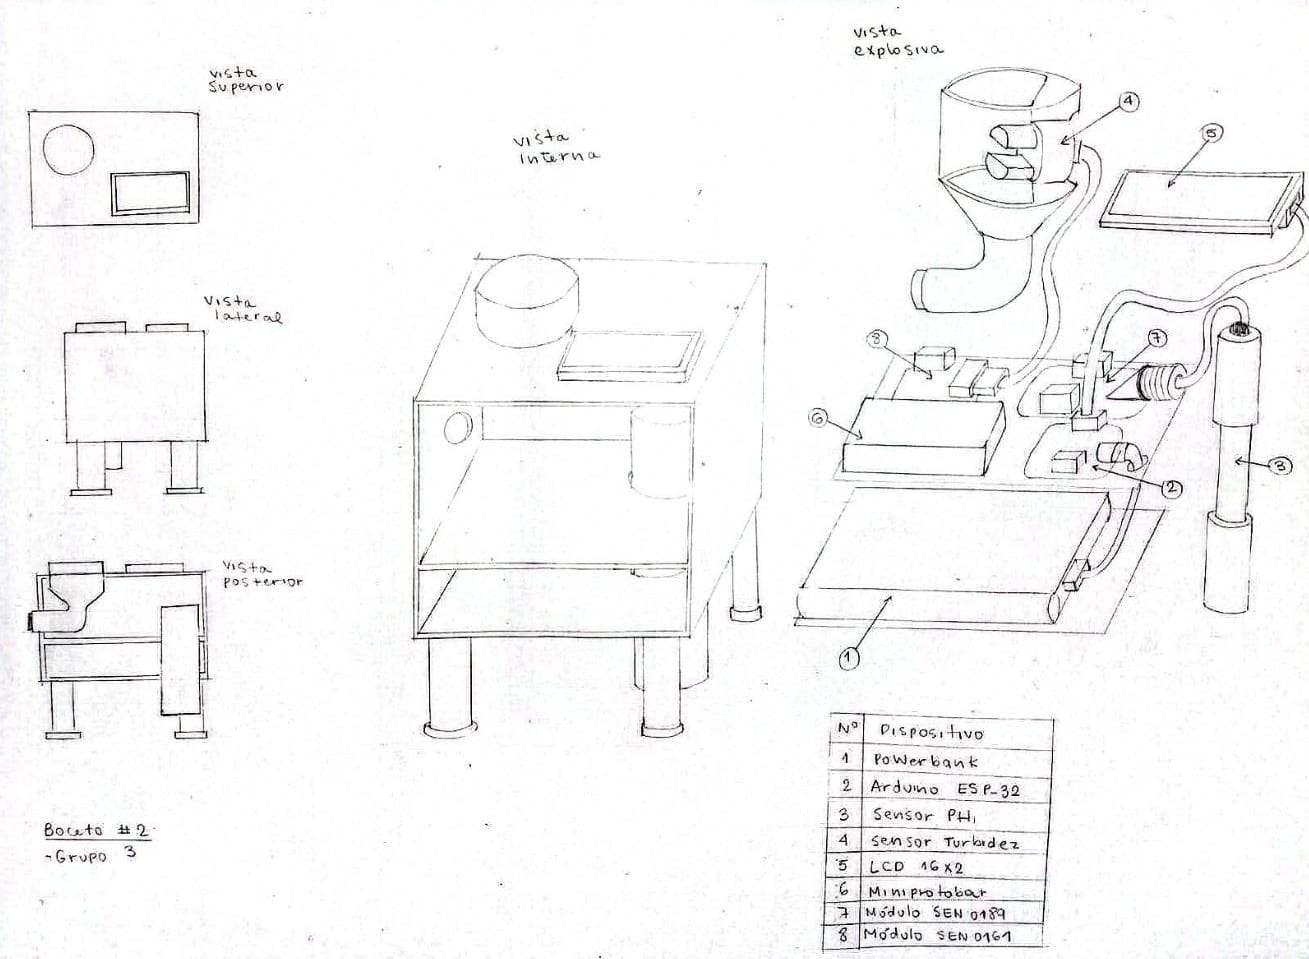 vista
superior
vista
lateral
vista
posterior
Boceto #2
-Grupo 3
vista
interna
vista
explosiva
4
5
8
7
6
3
2
1
Nº Dispositivo
1 Powerbank
2 Arduino ESP-32
3 Sensor PH
4 Sensor Turbidez
5 LCD 16x2
6 Miniprotobar
7 Módulo SEN 0189
8 Módulo SEN 0161